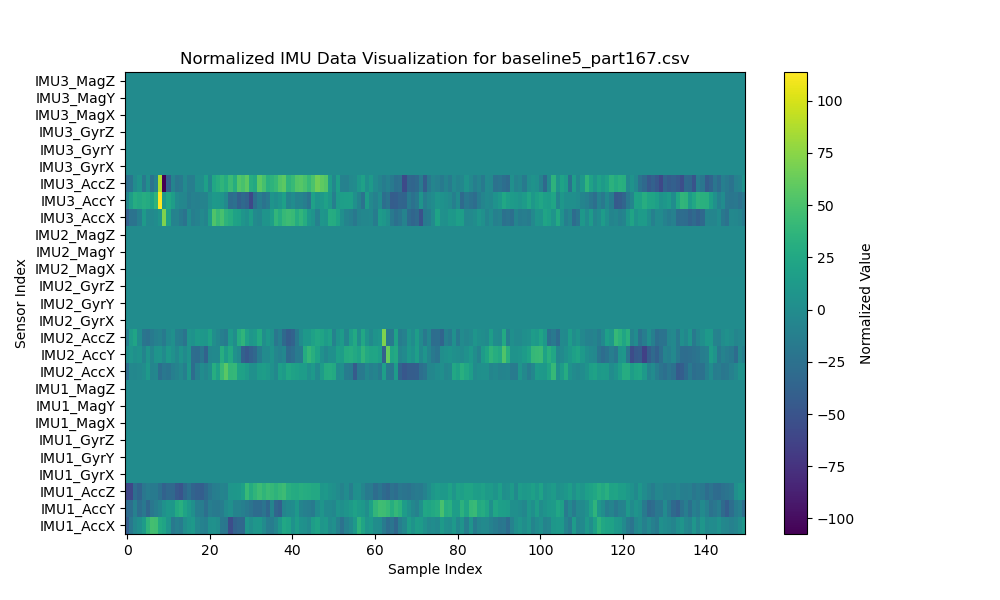 Normalized IMU Data Visualization for baseline5_part167.csv
IMU3_MagZ
IMU3_MagY
IMU3_MagX
IMU3_GyrZ
IMU3_GyrY
IMU3_GyrX
IMU3_AccZ
IMU3_AccY
IMU3_AccX
IMU2_MagZ
IMU2_MagY
IMU2_MagX
IMU2_GyrZ
IMU2_GyrY
IMU2_GyrX
IMU2_AccZ
IMU2_AccY
IMU2_AccX
IMU1_MagZ
IMU1_MagY
IMU1_MagX
IMU1_GyrZ
IMU1_GyrY
IMU1_GyrX
IMU1_AccZ
IMU1_AccY
IMU1_AccX
Sensor Index
0 20 40 60 80 100 120 140
Sample Index
100
75
50
25
0
−25
−50
−75
−100
Normalized Value